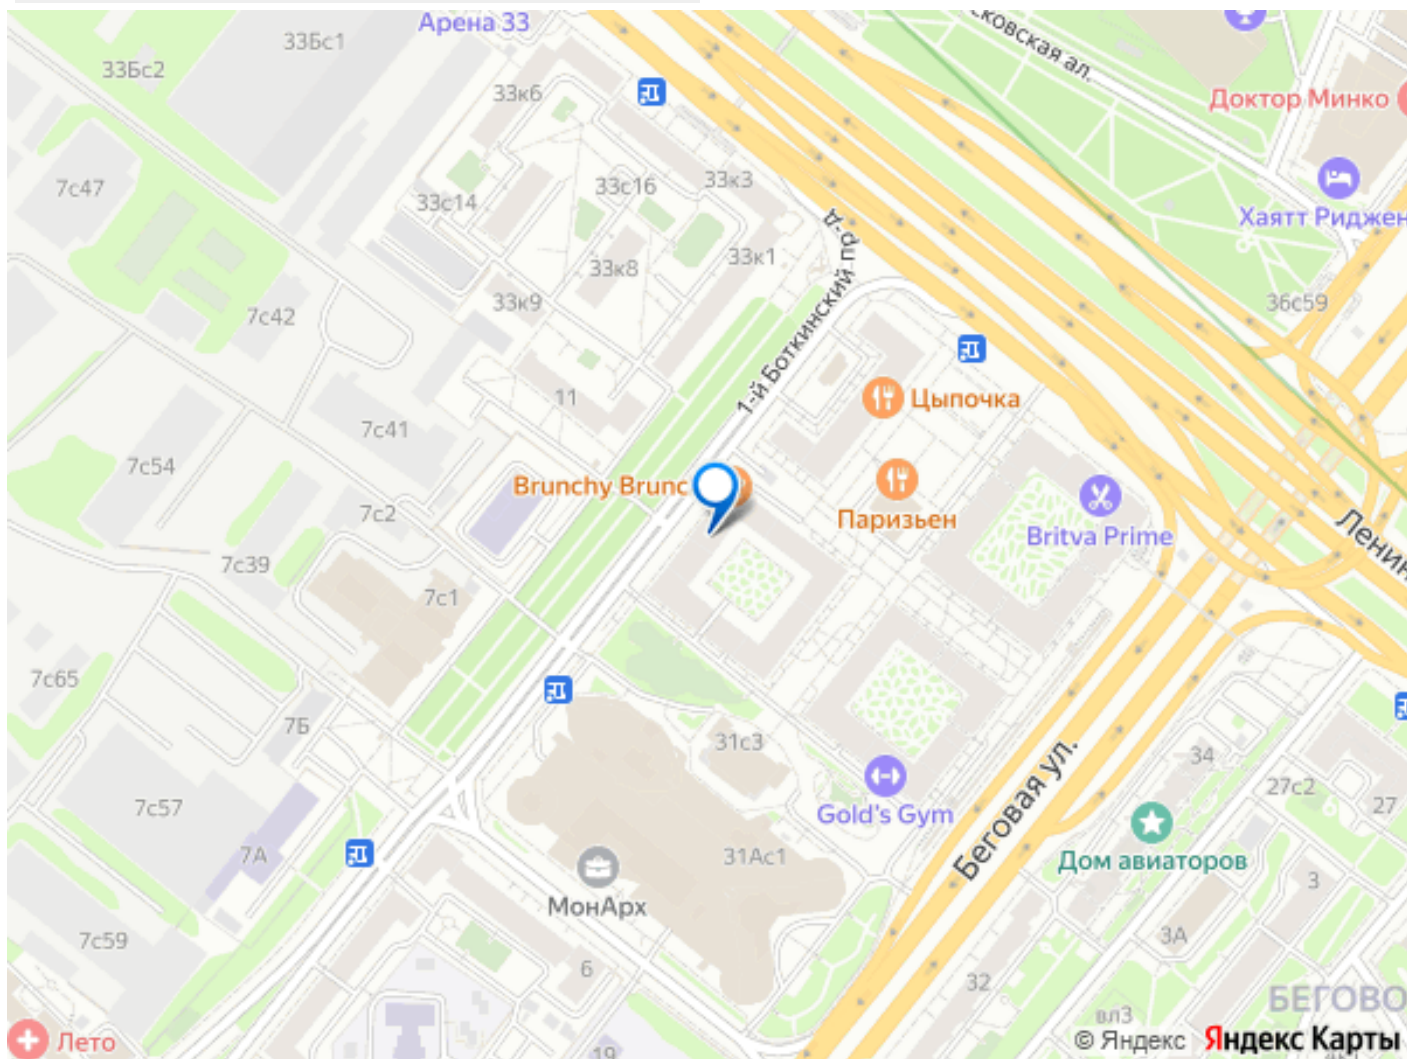 Арена 33
33Бс1
33Бс2
сковская ал.
Доктор Минко
33к6
7с47
33с16
33к3
33с14
Хаятт Риджен
1-й Боткинский пр-д
33к1
33к8
33к9
36с59
7с42
11
Цыпочка
7с41
7с54
Brunchy Brunc
Паризьен
Britva Prime
7с2
Ленин
7с39
7с1
7с65
7Б
31с3
34
27с2
27
7с57
Gold's Gym
Беговая ул.
7А
31Ас1
Дом авиаторов
3
МонАрх
7с59
3А
6
32
БЕГОВО
вл3
Лето
19
© Яндекс Яндекс Карты